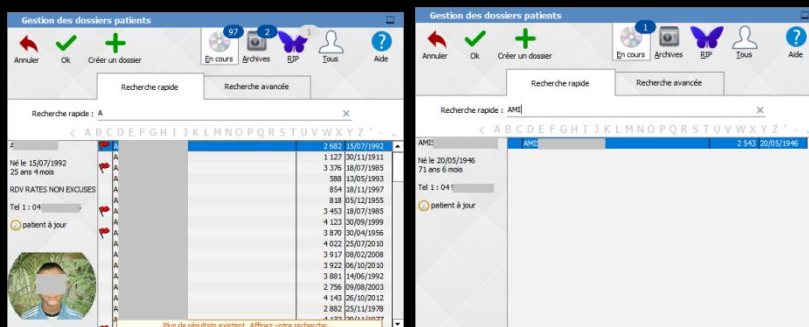 Gestion des dossiers patients
97 2 1
Annuler Ok Créer un dossier En cours Archives RIP Tous Aide
Recherche rapide Recherche avancée
Recherche rapide : A
< A B C D E F G H I J K L M N O P Q R S T U V W X Y Z ' -
Né le 15/07/1992
25 ans 4 mois
RDV RATES NON EXCUSES
Tel 1 : 04
patient à jour
A 2 682 15/07/1992
A 1 127 30/11/1911
A 3 376 18/07/1985
A 588 13/05/1993
A 854 18/11/1997
A 818 05/12/1955
A 3 453 18/07/1985
A 4 123 30/09/1999
A 3 870 30/04/1956
A 4 022 25/07/2010
A 3 917 08/02/2008
A 3 922 06/10/2010
A 3 881 14/06/1992
A 2 756 09/08/2003
A 4 143 26/10/2012
A 2 882 25/11/1978
Plus de résultats existent. Affinez votre recherche...
Gestion des dossiers patients
1
Annuler Ok Créer un dossier En cours Archives RIP Tous Aide
Recherche rapide Recherche avancée
Recherche rapide : AMI
< A B C D E F G H I J K L M N O P Q R S T U V W X Y Z ' -
AMI
Né le 20/05/1946
71 ans 6 mois
Tel 1 : 04
patient à jour
AMI 2 543 20/05/1946